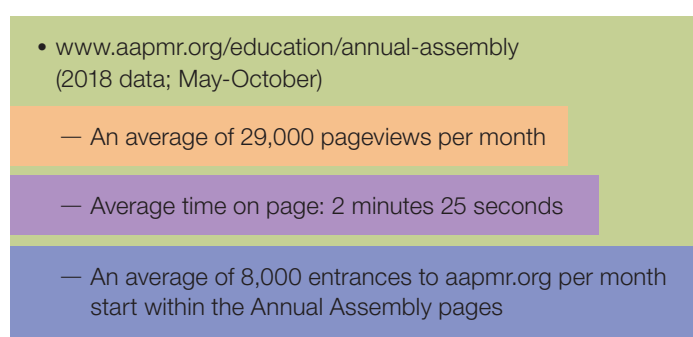 • www.aapmr.org/education/annual-assembly
(2018 data; May-October)
— An average of 29,000 pageviews per month
— Average time on page: 2 minutes 25 seconds
— An average of 8,000 entrances to aapmr.org per month
start within the Annual Assembly pages